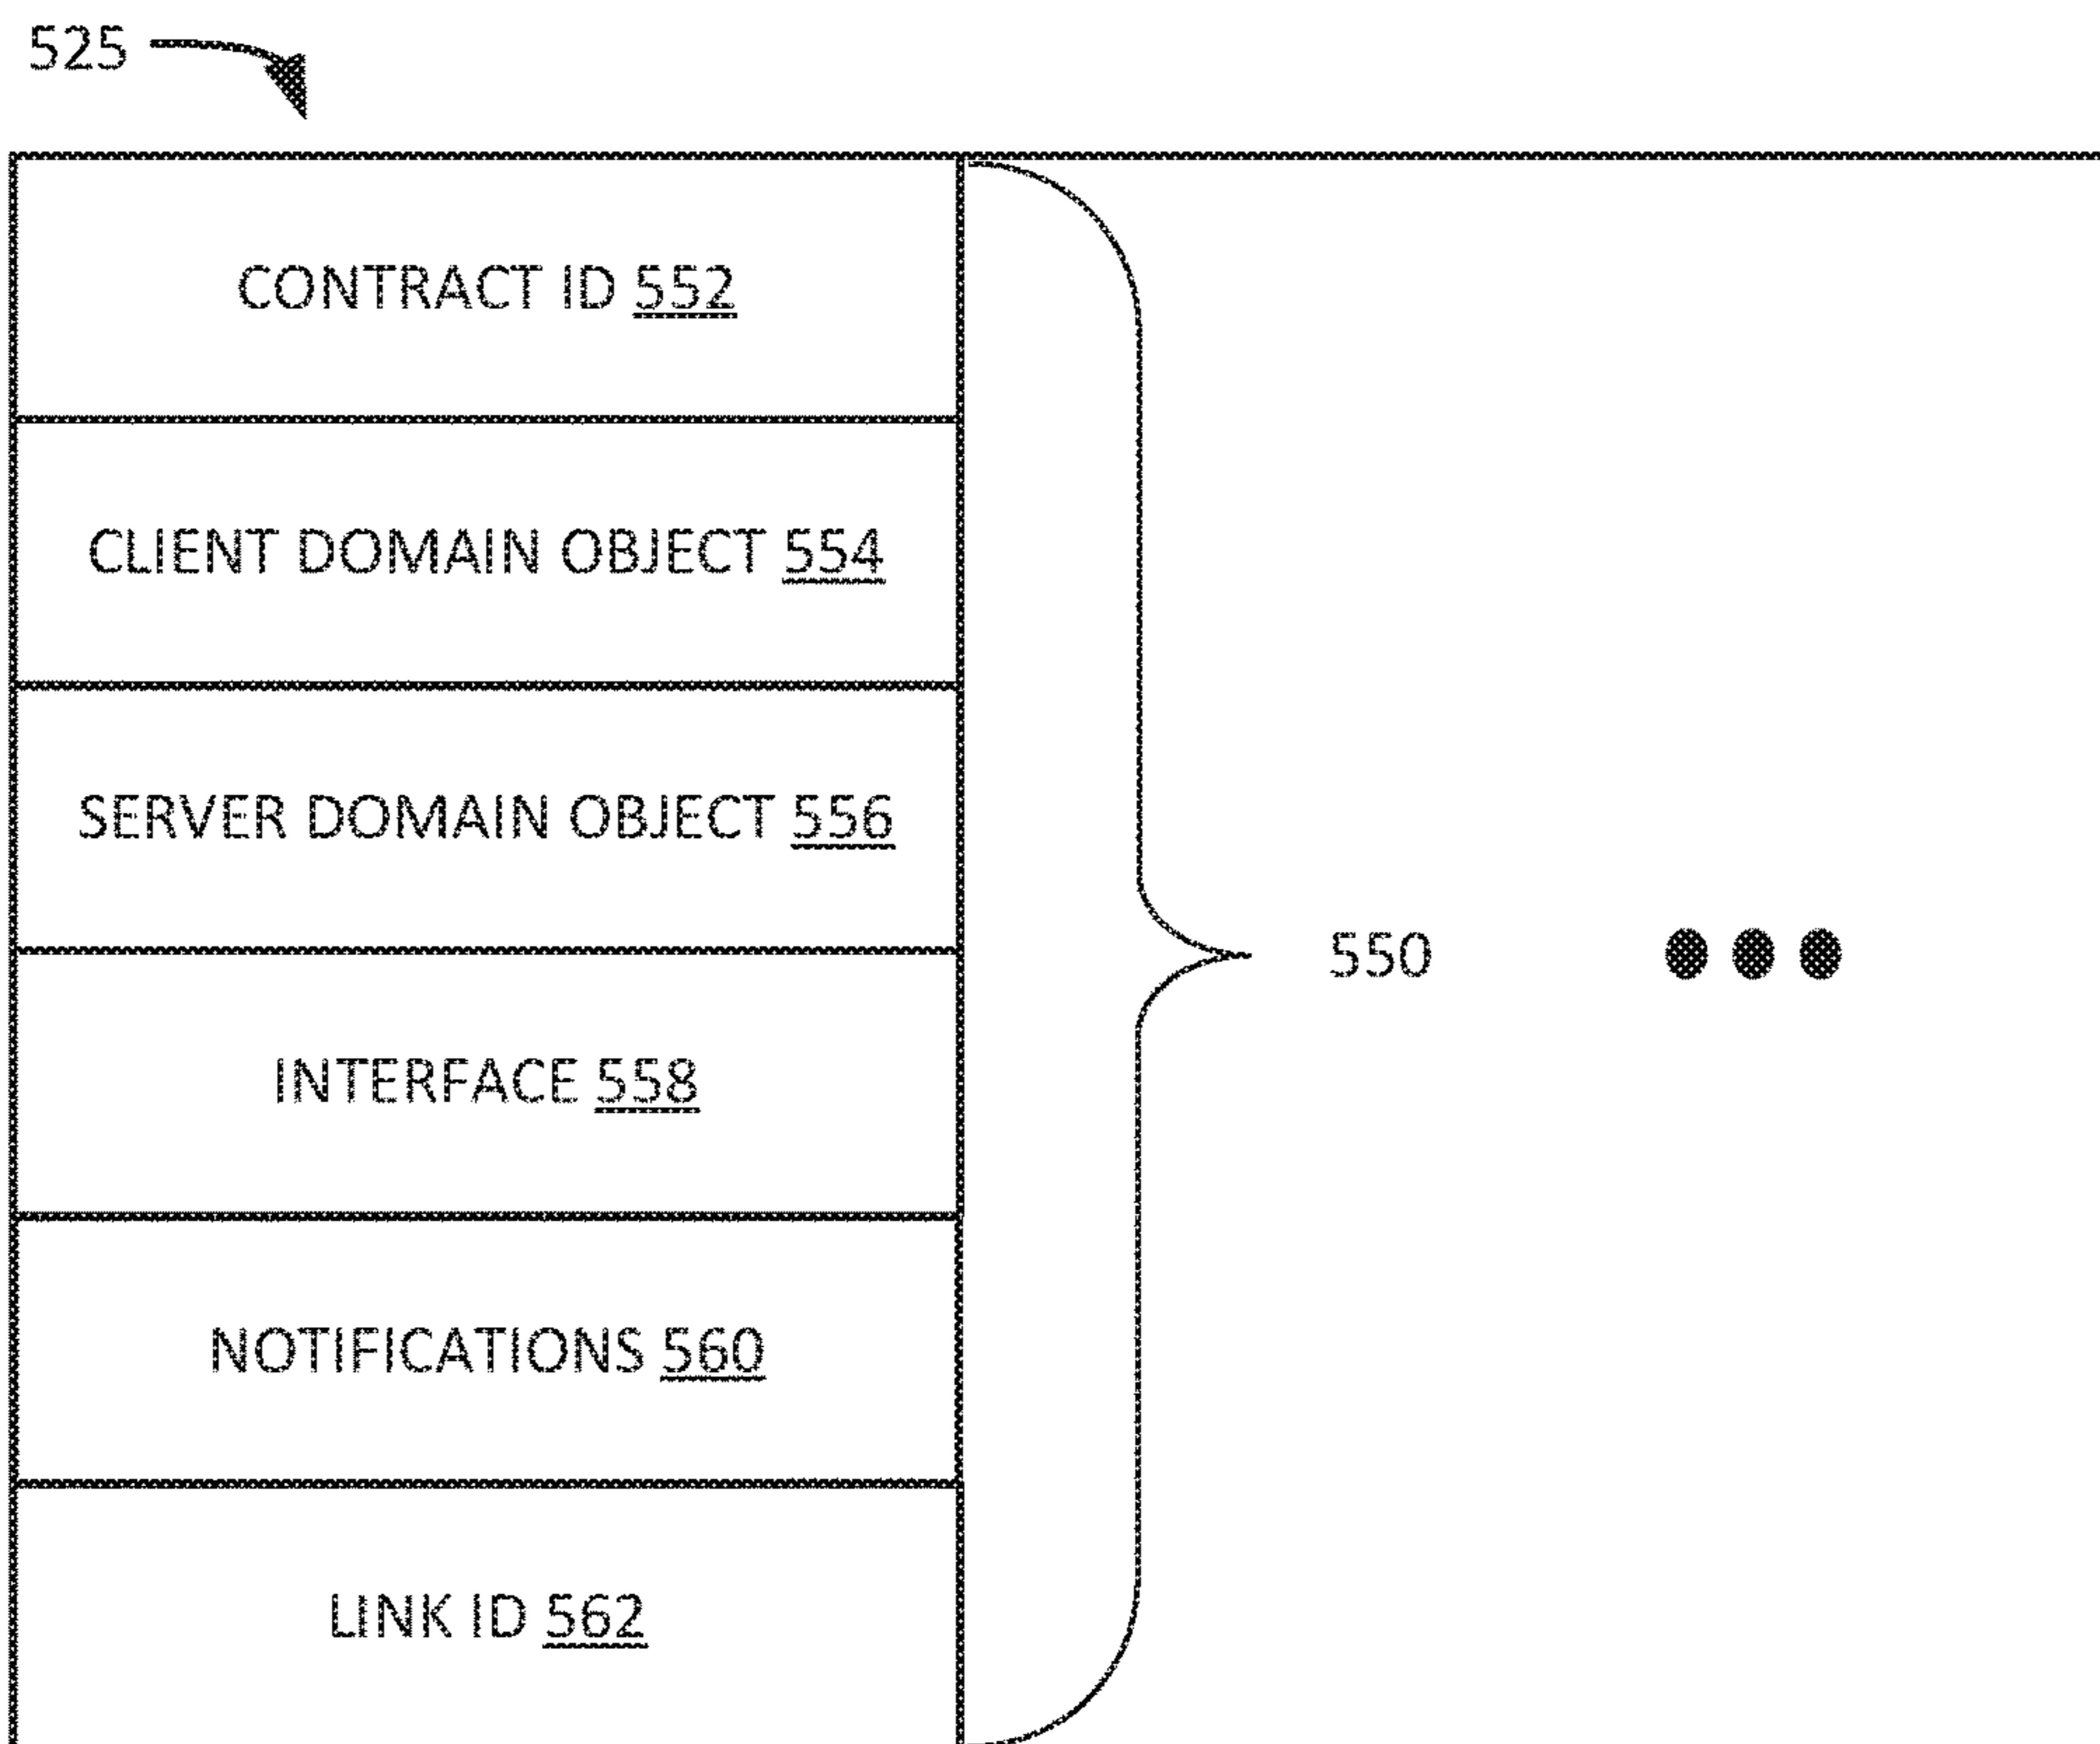 525
CONTRACT ID 552
CLIENT DOMAIN OBJECT 554
SERVER DOMAIN OBJECT 556
550
INTERFACE 558
NOTIFICATIONS 560
LINK ID 562